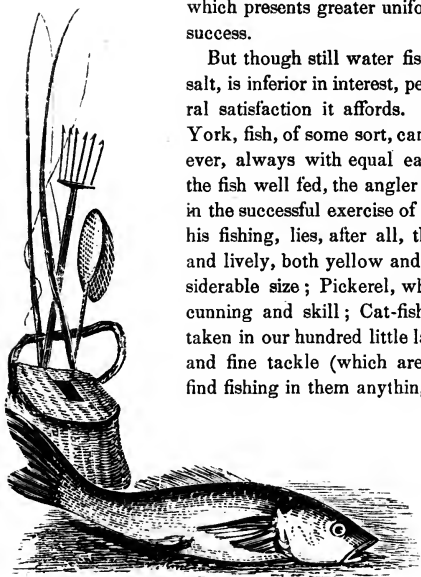 which presents greater unifo
success.
But though still water fis
salt, is inferior in interest, pe
ral satisfaction it affords.
York, fish, of some sort, can
ever, always with equal ea
the fish well fed, the angler
in the successful exercise of
his fishing, lies, after all, th
and lively, both yellow and
siderable size; Pickerel, wh
cunning and skill; Cat-fish
taken in our hundred little la
and fine tackle (which are
find fishing in them anything,